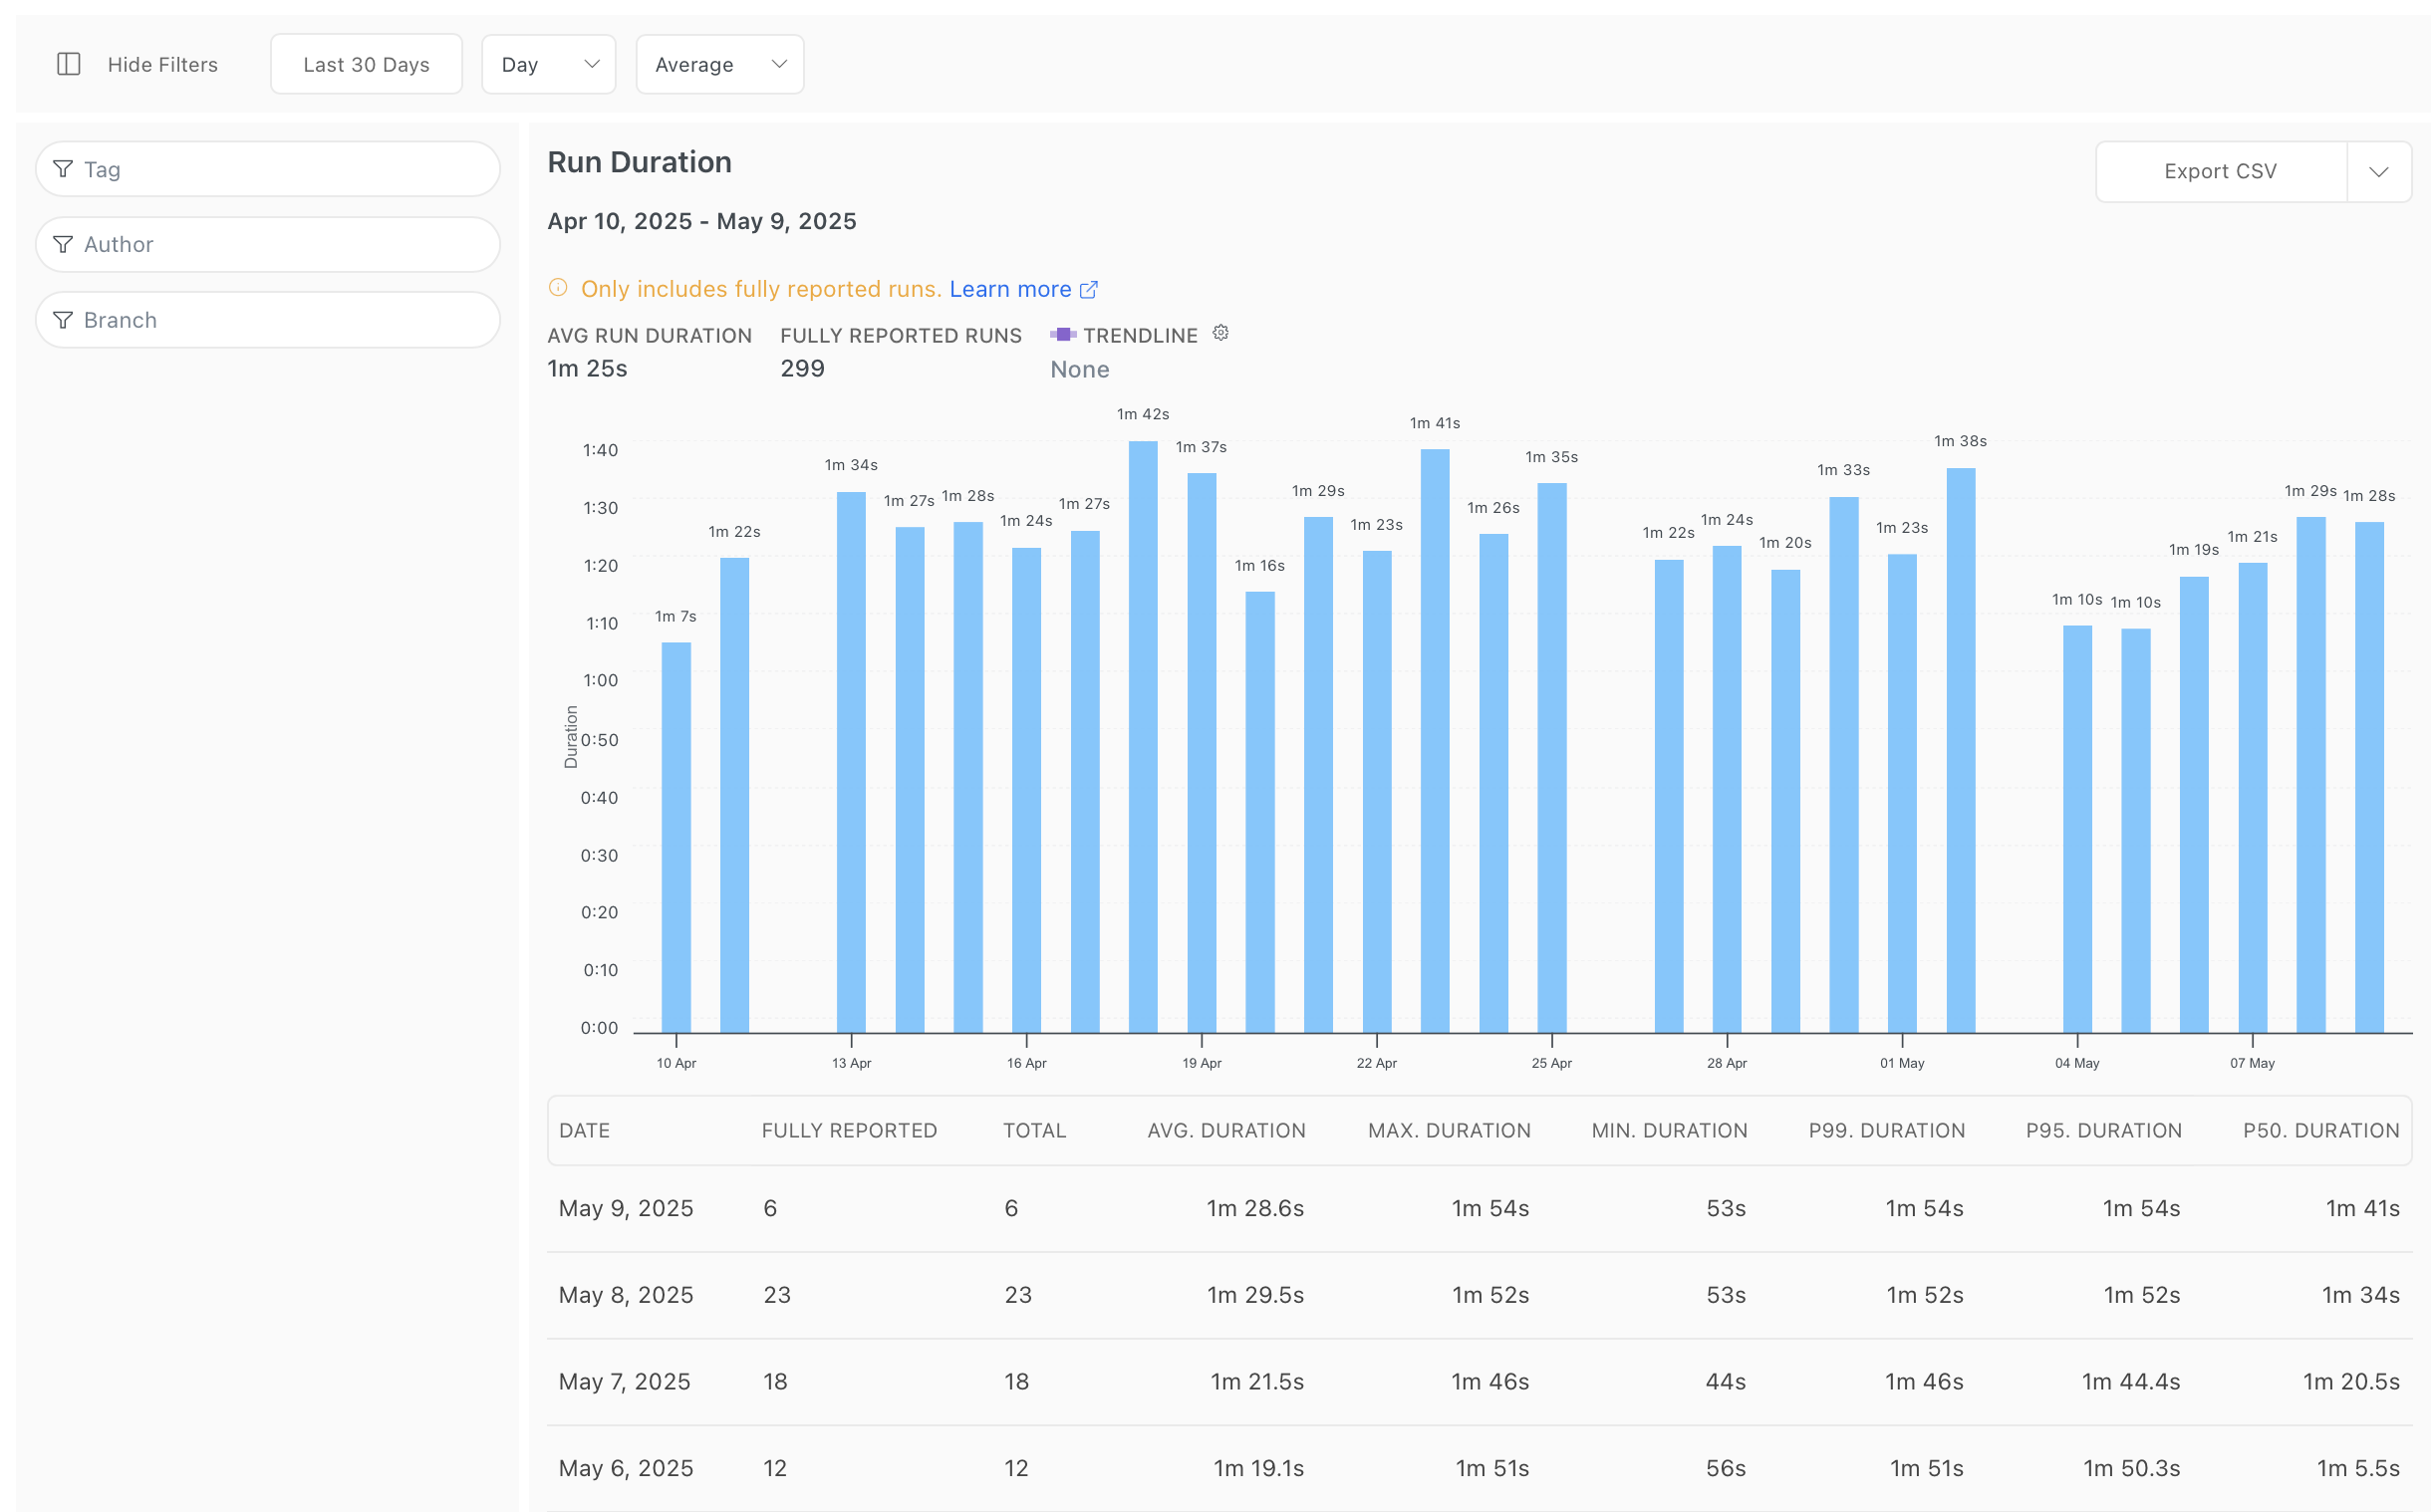 Hide Filters
Last 30 Days
Day
Average
Tag
Author
Branch
Run Duration
Export CSV
Apr 10, 2025 - May 9, 2025
Only includes fully reported runs. Learn more
AVG RUN DURATION FULLY REPORTED RUNS TRENDLINE
1m 25s 299 None
Duration
1:40
1:30
1:20
1:10
1:00
0:50
0:40
0:30
0:20
0:10
0:00
1m 7s
1m 22s
1m 34s
1m 27s
1m 28s
1m 24s
1m 27s
1m 42s
1m 37s
1m 16s
1m 29s
1m 23s
1m 41s
1m 26s
1m 35s
1m 22s
1m 24s
1m 20s
1m 33s
1m 23s
1m 38s
1m 10s
1m 10s
1m 19s
1m 21s
1m 29s
1m 28s
10 Apr 13 Apr 16 Apr 19 Apr 22 Apr 25 Apr 28 Apr 01 May 04 May 07 May
DATE FULLY REPORTED TOTAL AVG. DURATION MAX. DURATION MIN. DURATION P99. DURATION P95. DURATION P50. DURATION
May 9, 2025 6 6 1m 28.6s 1m 54s 53s 1m 54s 1m 54s 1m 41s
May 8, 2025 23 23 1m 29.5s 1m 52s 53s 1m 52s 1m 52s 1m 34s
May 7, 2025 18 18 1m 21.5s 1m 46s 44s 1m 46s 1m 44.4s 1m 20.5s
May 6, 2025 12 12 1m 19.1s 1m 51s 56s 1m 51s 1m 50.3s 1m 5.5s